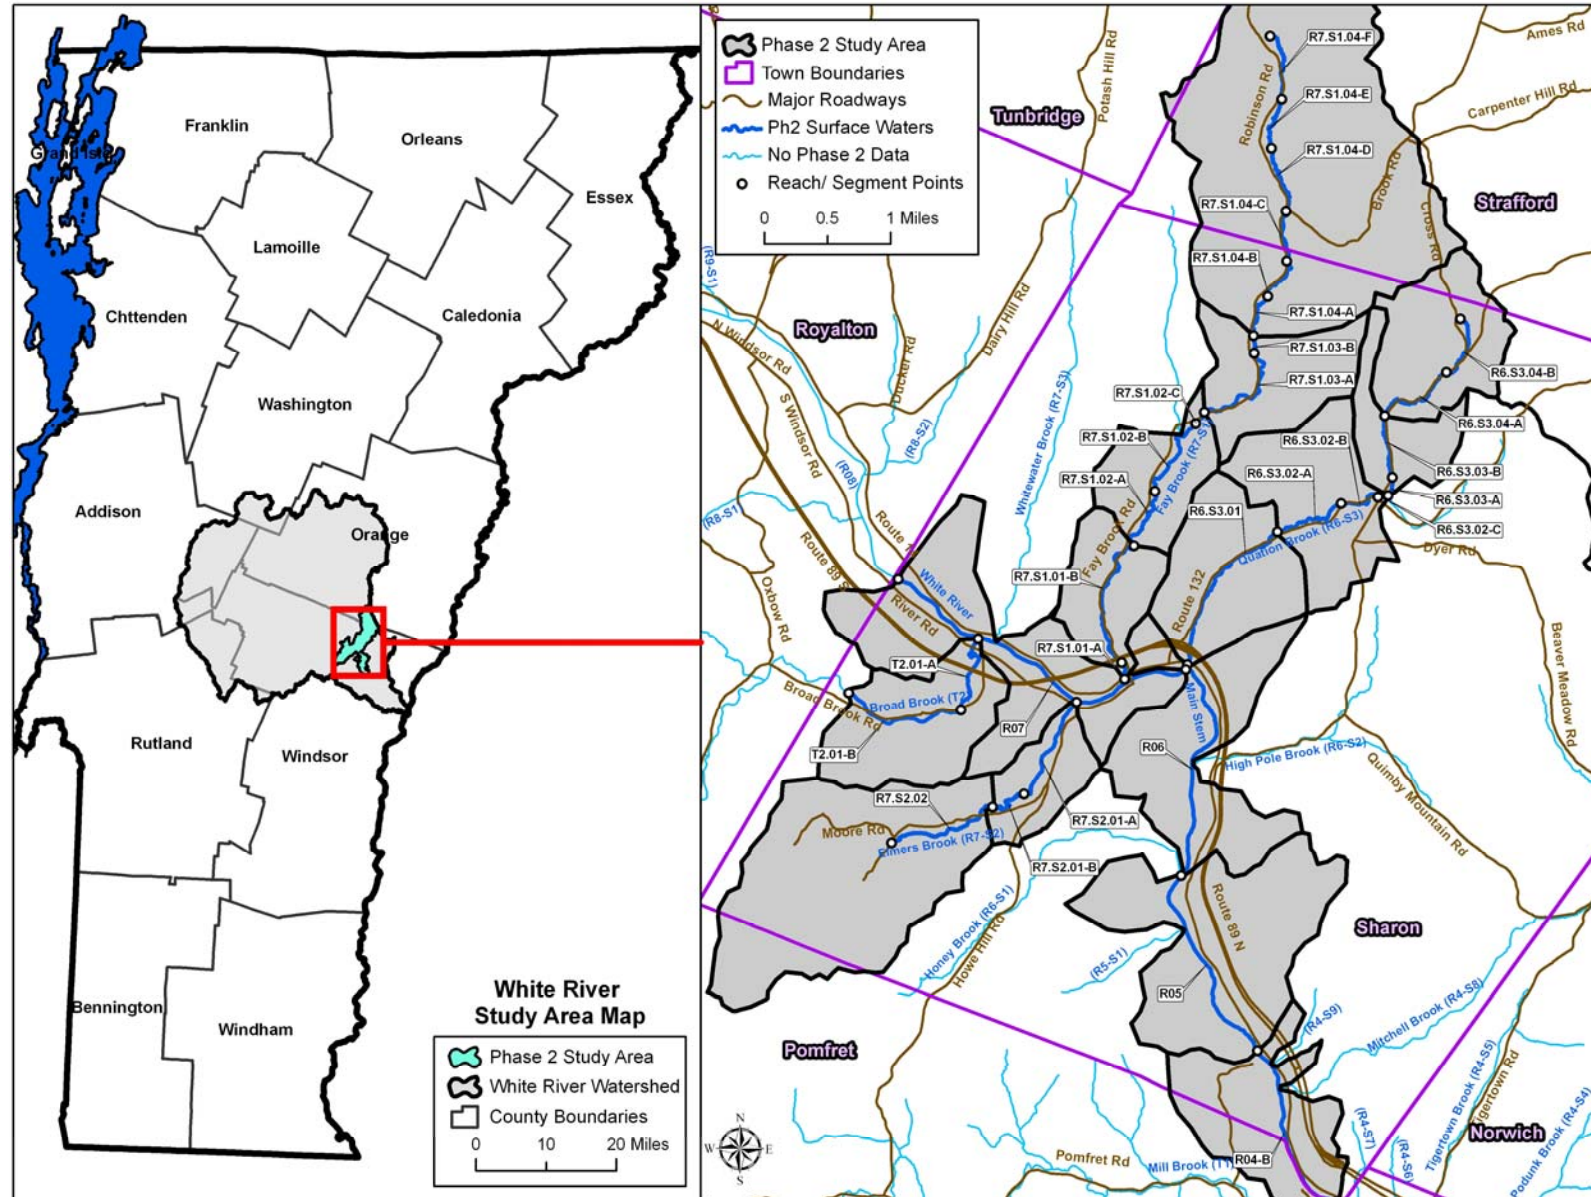 Franklin
Orleans
Grand Isle
Essex
Lamoille
Chttenden
Caledonia
Washington
Addison
Orange
Rutland
Windsor
Bennington
Windham
White River
Study Area Map
Phase 2 Study Area
White River Watershed
County Boundaries
0 10 20 Miles
Phase 2 Study Area
Town Boundaries
Major Roadways
Ph2 Surface Waters
No Phase 2 Data
Reach/ Segment Points
0 0.5 1 Miles
Tunbridge
Strafford
Royalton
Sharon
Pomfret
Norwich
Potash Hill Rd
Ames Rd
Carpenter Hill Rd
Robinson Rd
Brook Rd
Cross Rd
R7.S1.04-F
R7.S1.04-E
R7.S1.04-D
R7.S1.04-C
R7.S1.04-B
R7.S1.04-A
R7.S1.03-B
R7.S1.03-A
R7.S1.02-C
R7.S1.02-B
R7.S1.02-A
R7.S1.01-B
R7.S1.01-A
R6.S3.04-B
R6.S3.04-A
R6.S3.03-B
R6.S3.03-A
R6.S3.02-C
R6.S3.02-B
R6.S3.02-A
R6.S3.01
(R9-S1)
N Windsor Rd
S Windsor Rd
Ducker Rd
Dairy Hill Rd
(R8-S2)
(R08)
(R8-S1)
Whitewater Brook (R7-S3)
Fay Brook (R7-S1)
Fay Brook Rd
Quation Brook (R6-S3)
Dyer Rd
Route 132
Route 89 S
River Rd
White River
Oxbow Rd
Broad Brook (T2)
Broad Brook Rd
T2.01-A
T2.01-B
R07
R06
Main Stem
High Pole Brook (R6-S2)
Quimby Mountain Rd
Beaver Meadow Rd
R7.S2.02
Moore Rd
Elmers Brook (R7-S2)
R7.S2.01-A
R7.S2.01-B
Honey Brook (R6-S1)
Howe Hill Rd
(R5-S1)
Route 89 N
R05
(R4-S9)
Mitchell Brook (R4-S8)
Tigertown Brook (R4-S5)
Tigertown Rd
(R4-S7)
(R4-S6)
Podunk Brook (R4-S4)
R04-B
Pomfret Rd
Mill Brook (T1)
N
W E
S